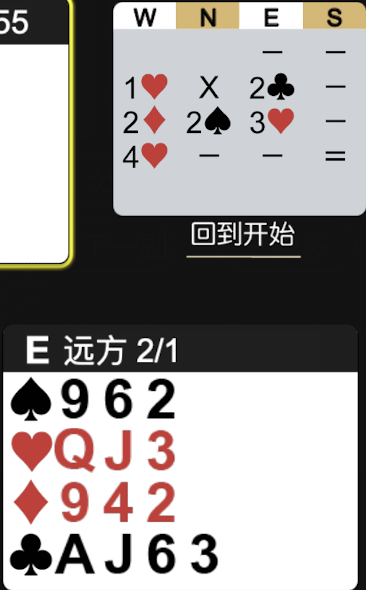 55
W N E S
– –
1♥ X 2♣ –
2♦ 2♠ 3♥ –
4♥ – – =
回到开始
E 远方 2/1
♠9 6 2
♥Q J 3
♦9 4 2
♣A J 6 3